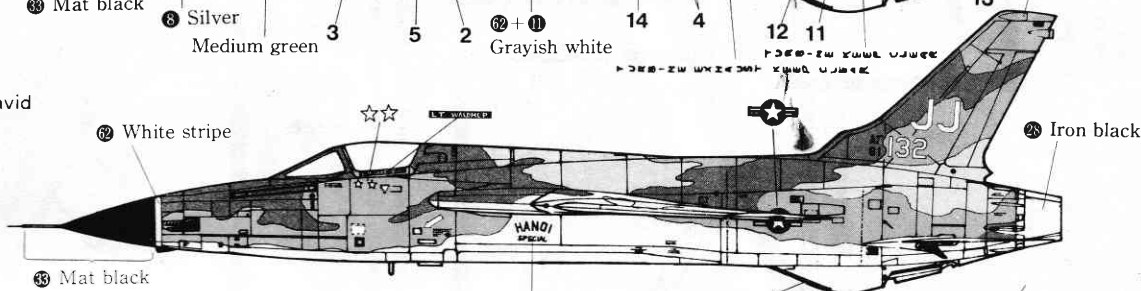 33 Mat black
8 Silver
Medium green
3
5
2
62 + 11
Grayish white
14
4
12
11
62 White stripe
LT
JJ
132
28 Iron black
HANOI
SPECIAL
33 Mat black